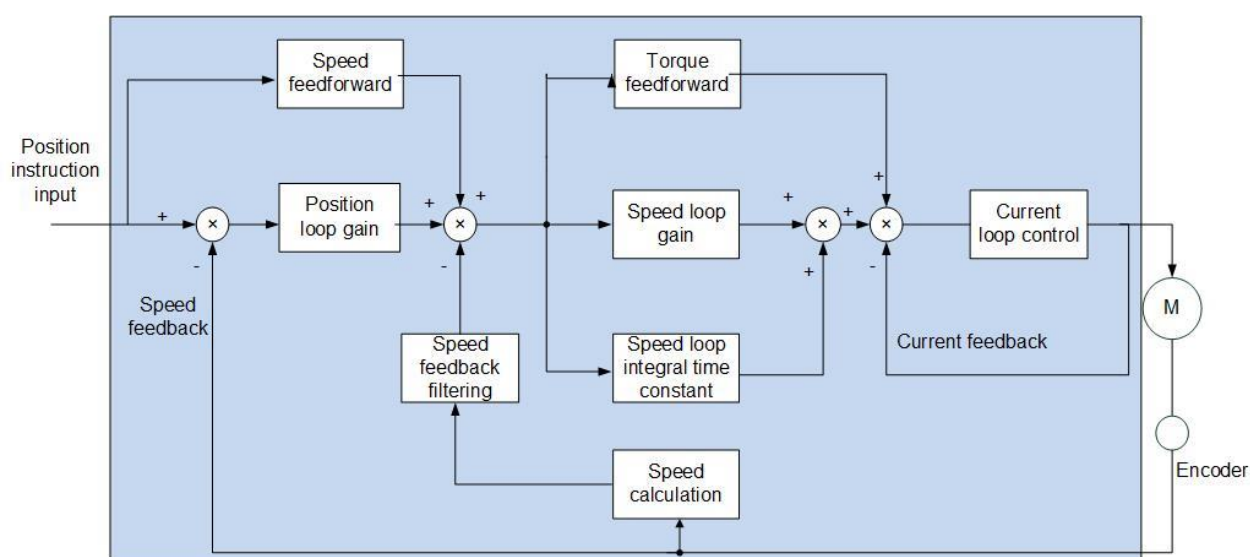 Speed
feedforward
Torque
feedforward
Position
instruction
input
+
Position
loop gain
+
+
×
×
-
-
Speed loop
gain
+
+
×
+
+
×
-
Current
loop control
M
Speed
feedback
Speed
feedback
filtering
Speed loop
integral time
constant
Current feedback
Speed
calculation
Encoder